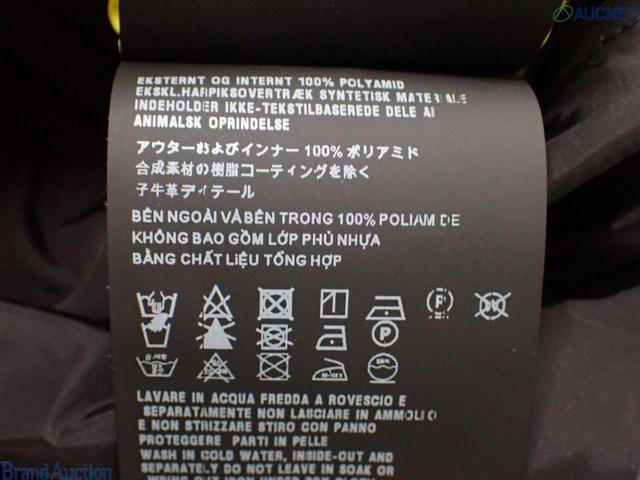 AUCNET
EKSTERNT OG INTERNT 100% POLYAMID
EKSKL.HARPIKSOVERTRÆK SYNTETISK MATERIALE
INDEHOLDER IKKE-TEKSTILBASEREDE DELE AF
ANIMALSK OPRINDELSE
アウターおよびインナー 100% ポリアミド
合成素材の樹脂コーティングを除く
子牛革ディテール
BÊN NGOÀI VÀ BÊN TRONG 100% POLIAMIDE
KHÔNG BAO GỒM LỚP PHỦ NHỰA
BẰNG CHẤT LIỆU TỔNG HỢP
LAVARE IN ACQUA FREDDA A ROVESCIO E
SEPARATAMENTE NON LASCIARE IN AMMOLLO
E NON STRIZZARE STIRO CON PANNO
PROTEGGERE PARTI IN PELLE
WASH IN COLD WATER, INSIDE-OUT AND
SEPARATELY DO NOT LEAVE IN SOAK OR
Brand Auction